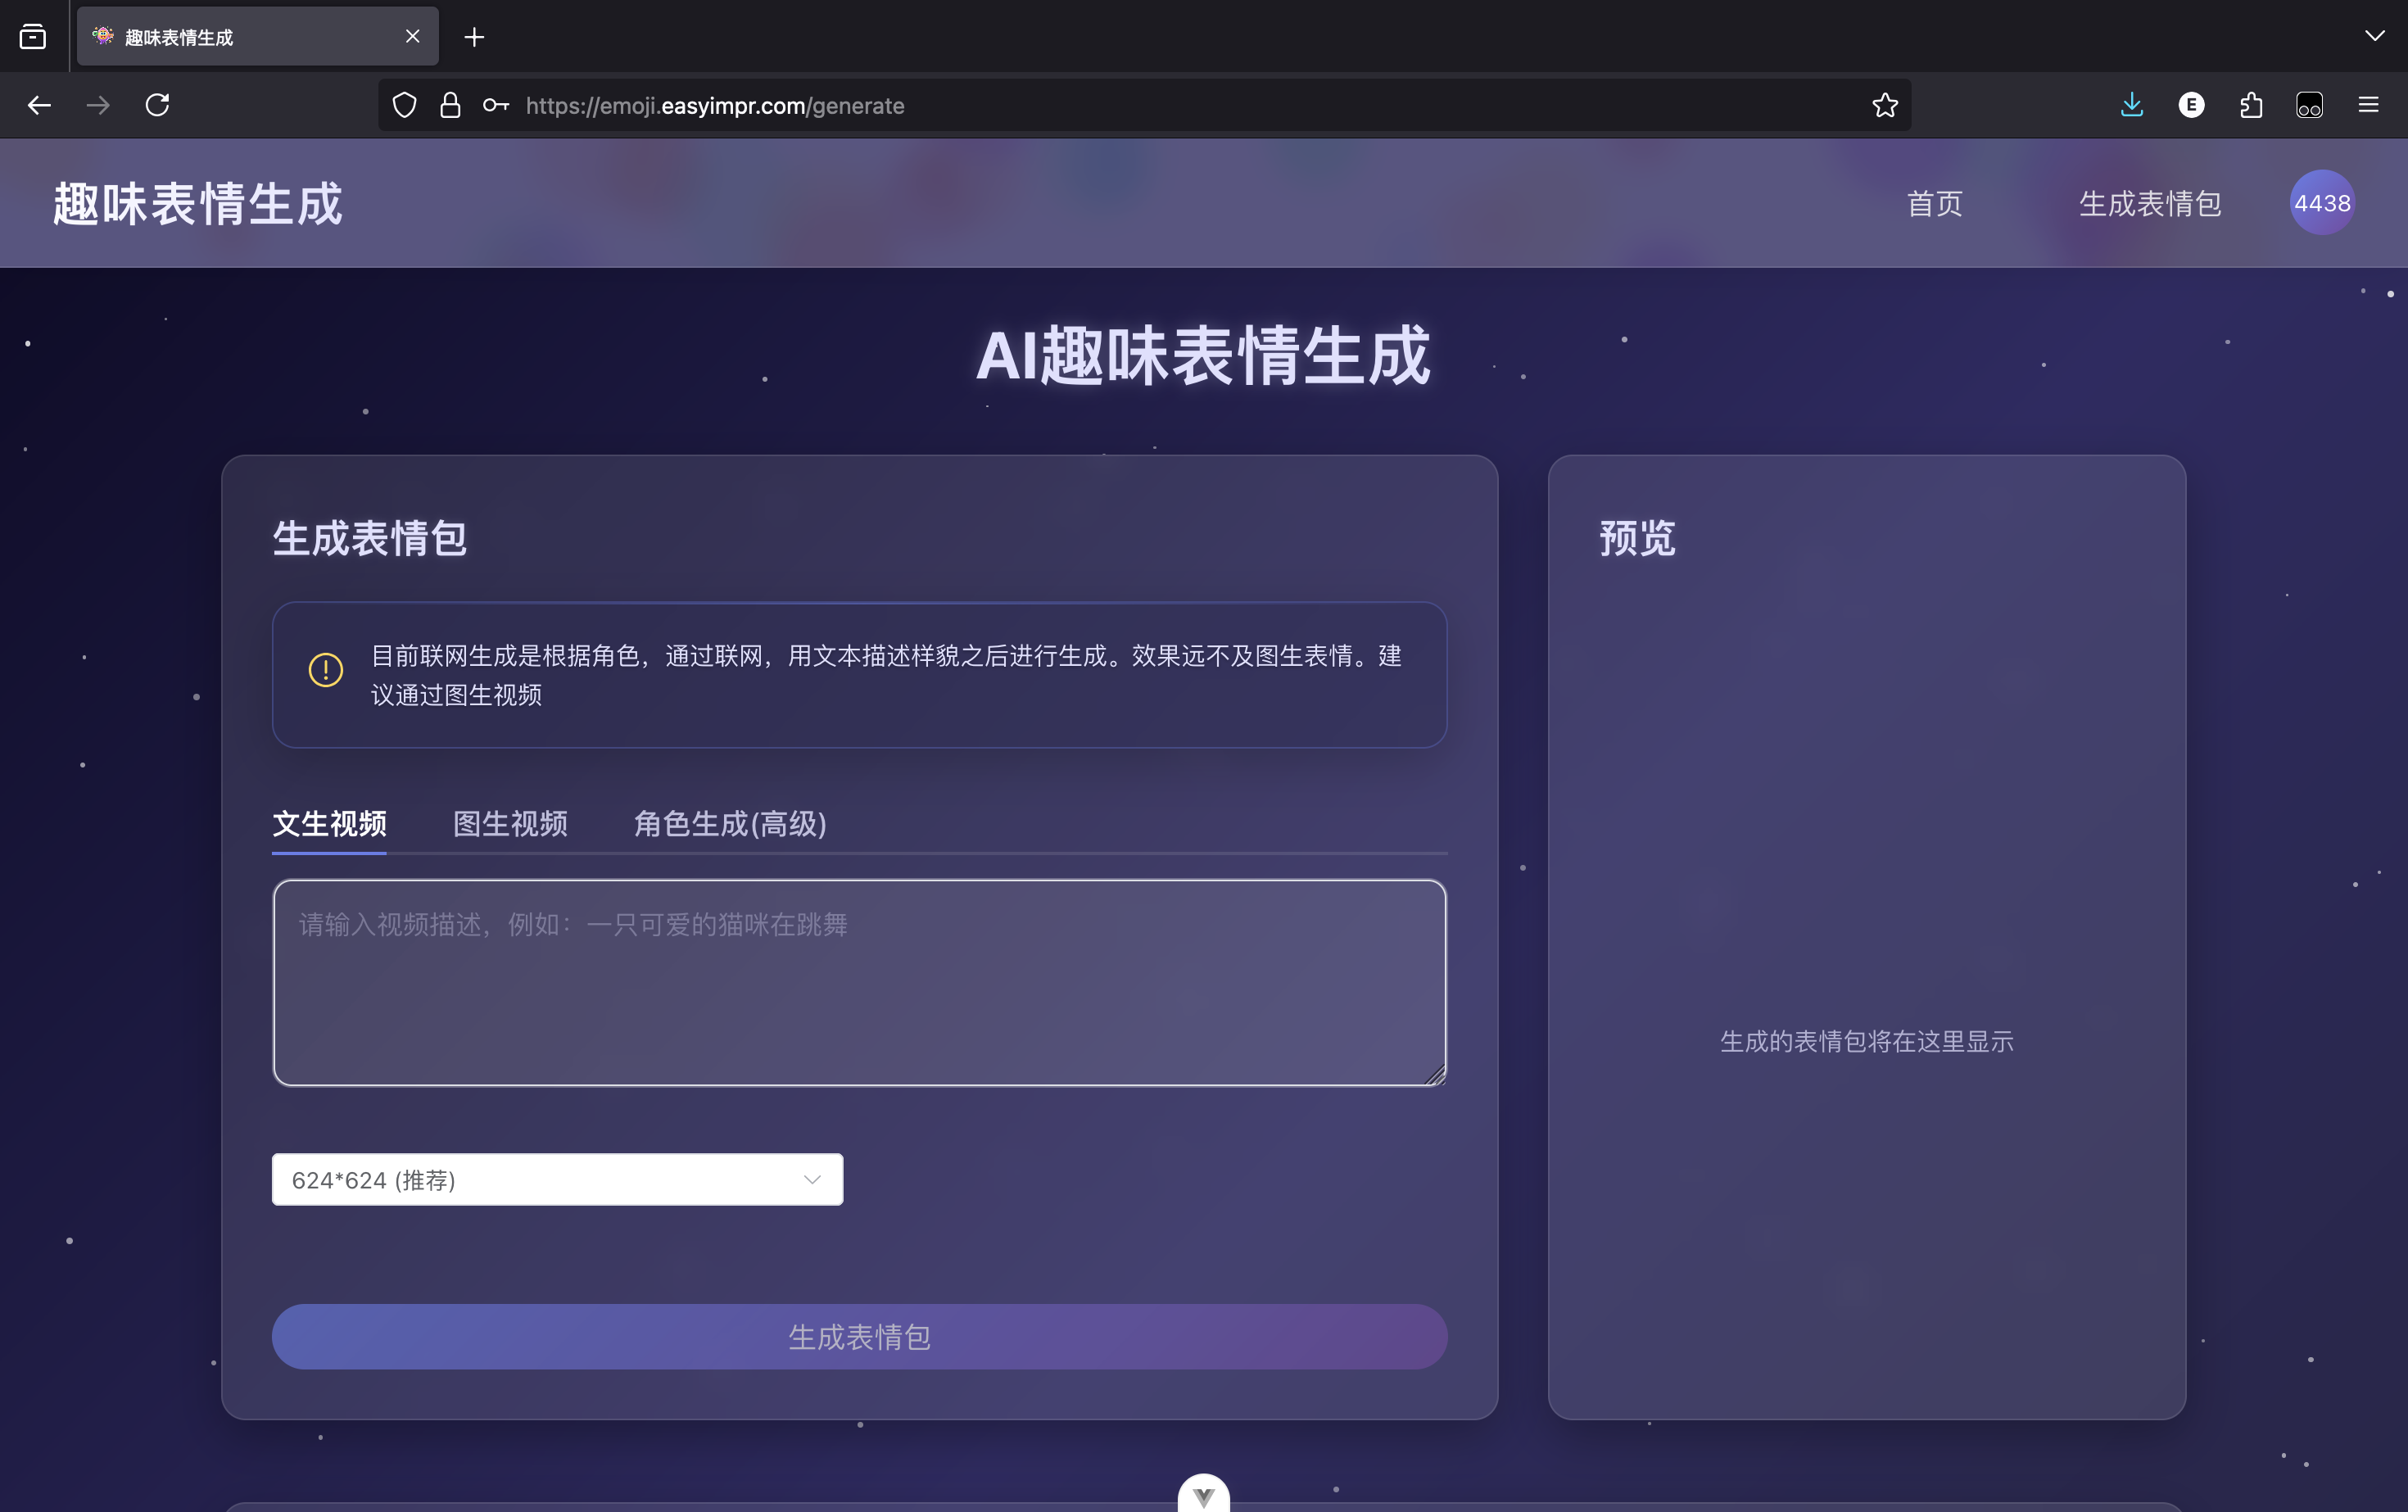 趣味表情生成
https://emoji.easyimpr.com/generate
E
趣味表情生成
首页
生成表情包
4438
AI趣味表情生成
生成表情包
目前联网生成是根据角色，通过联网，用文本描述样貌之后进行生成。效果远不及图生表情。建
议通过图生视频
文生视频
图生视频
角色生成(高级)
请输入视频描述，例如：一只可爱的猫咪在跳舞
624*624 (推荐)
生成表情包
预览
生成的表情包将在这里显示